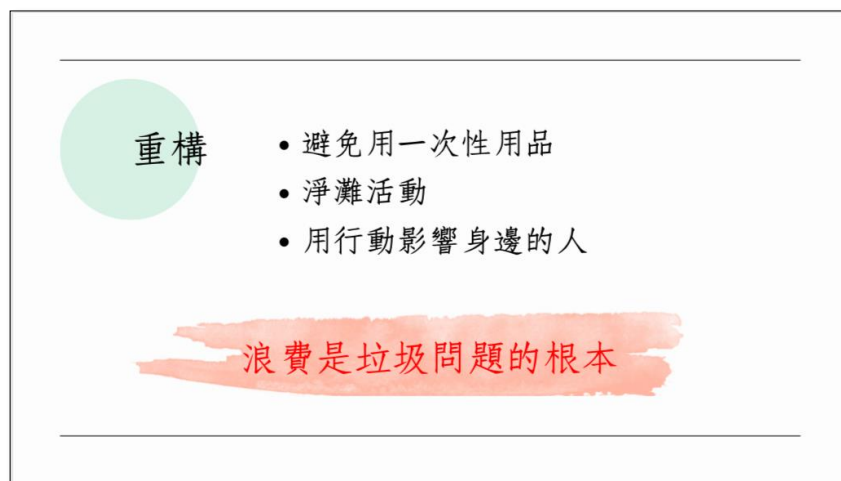 重構
• 避免用一次性用品
• 淨灘活動
• 用行動影響身邊的人
浪費是垃圾問題的根本